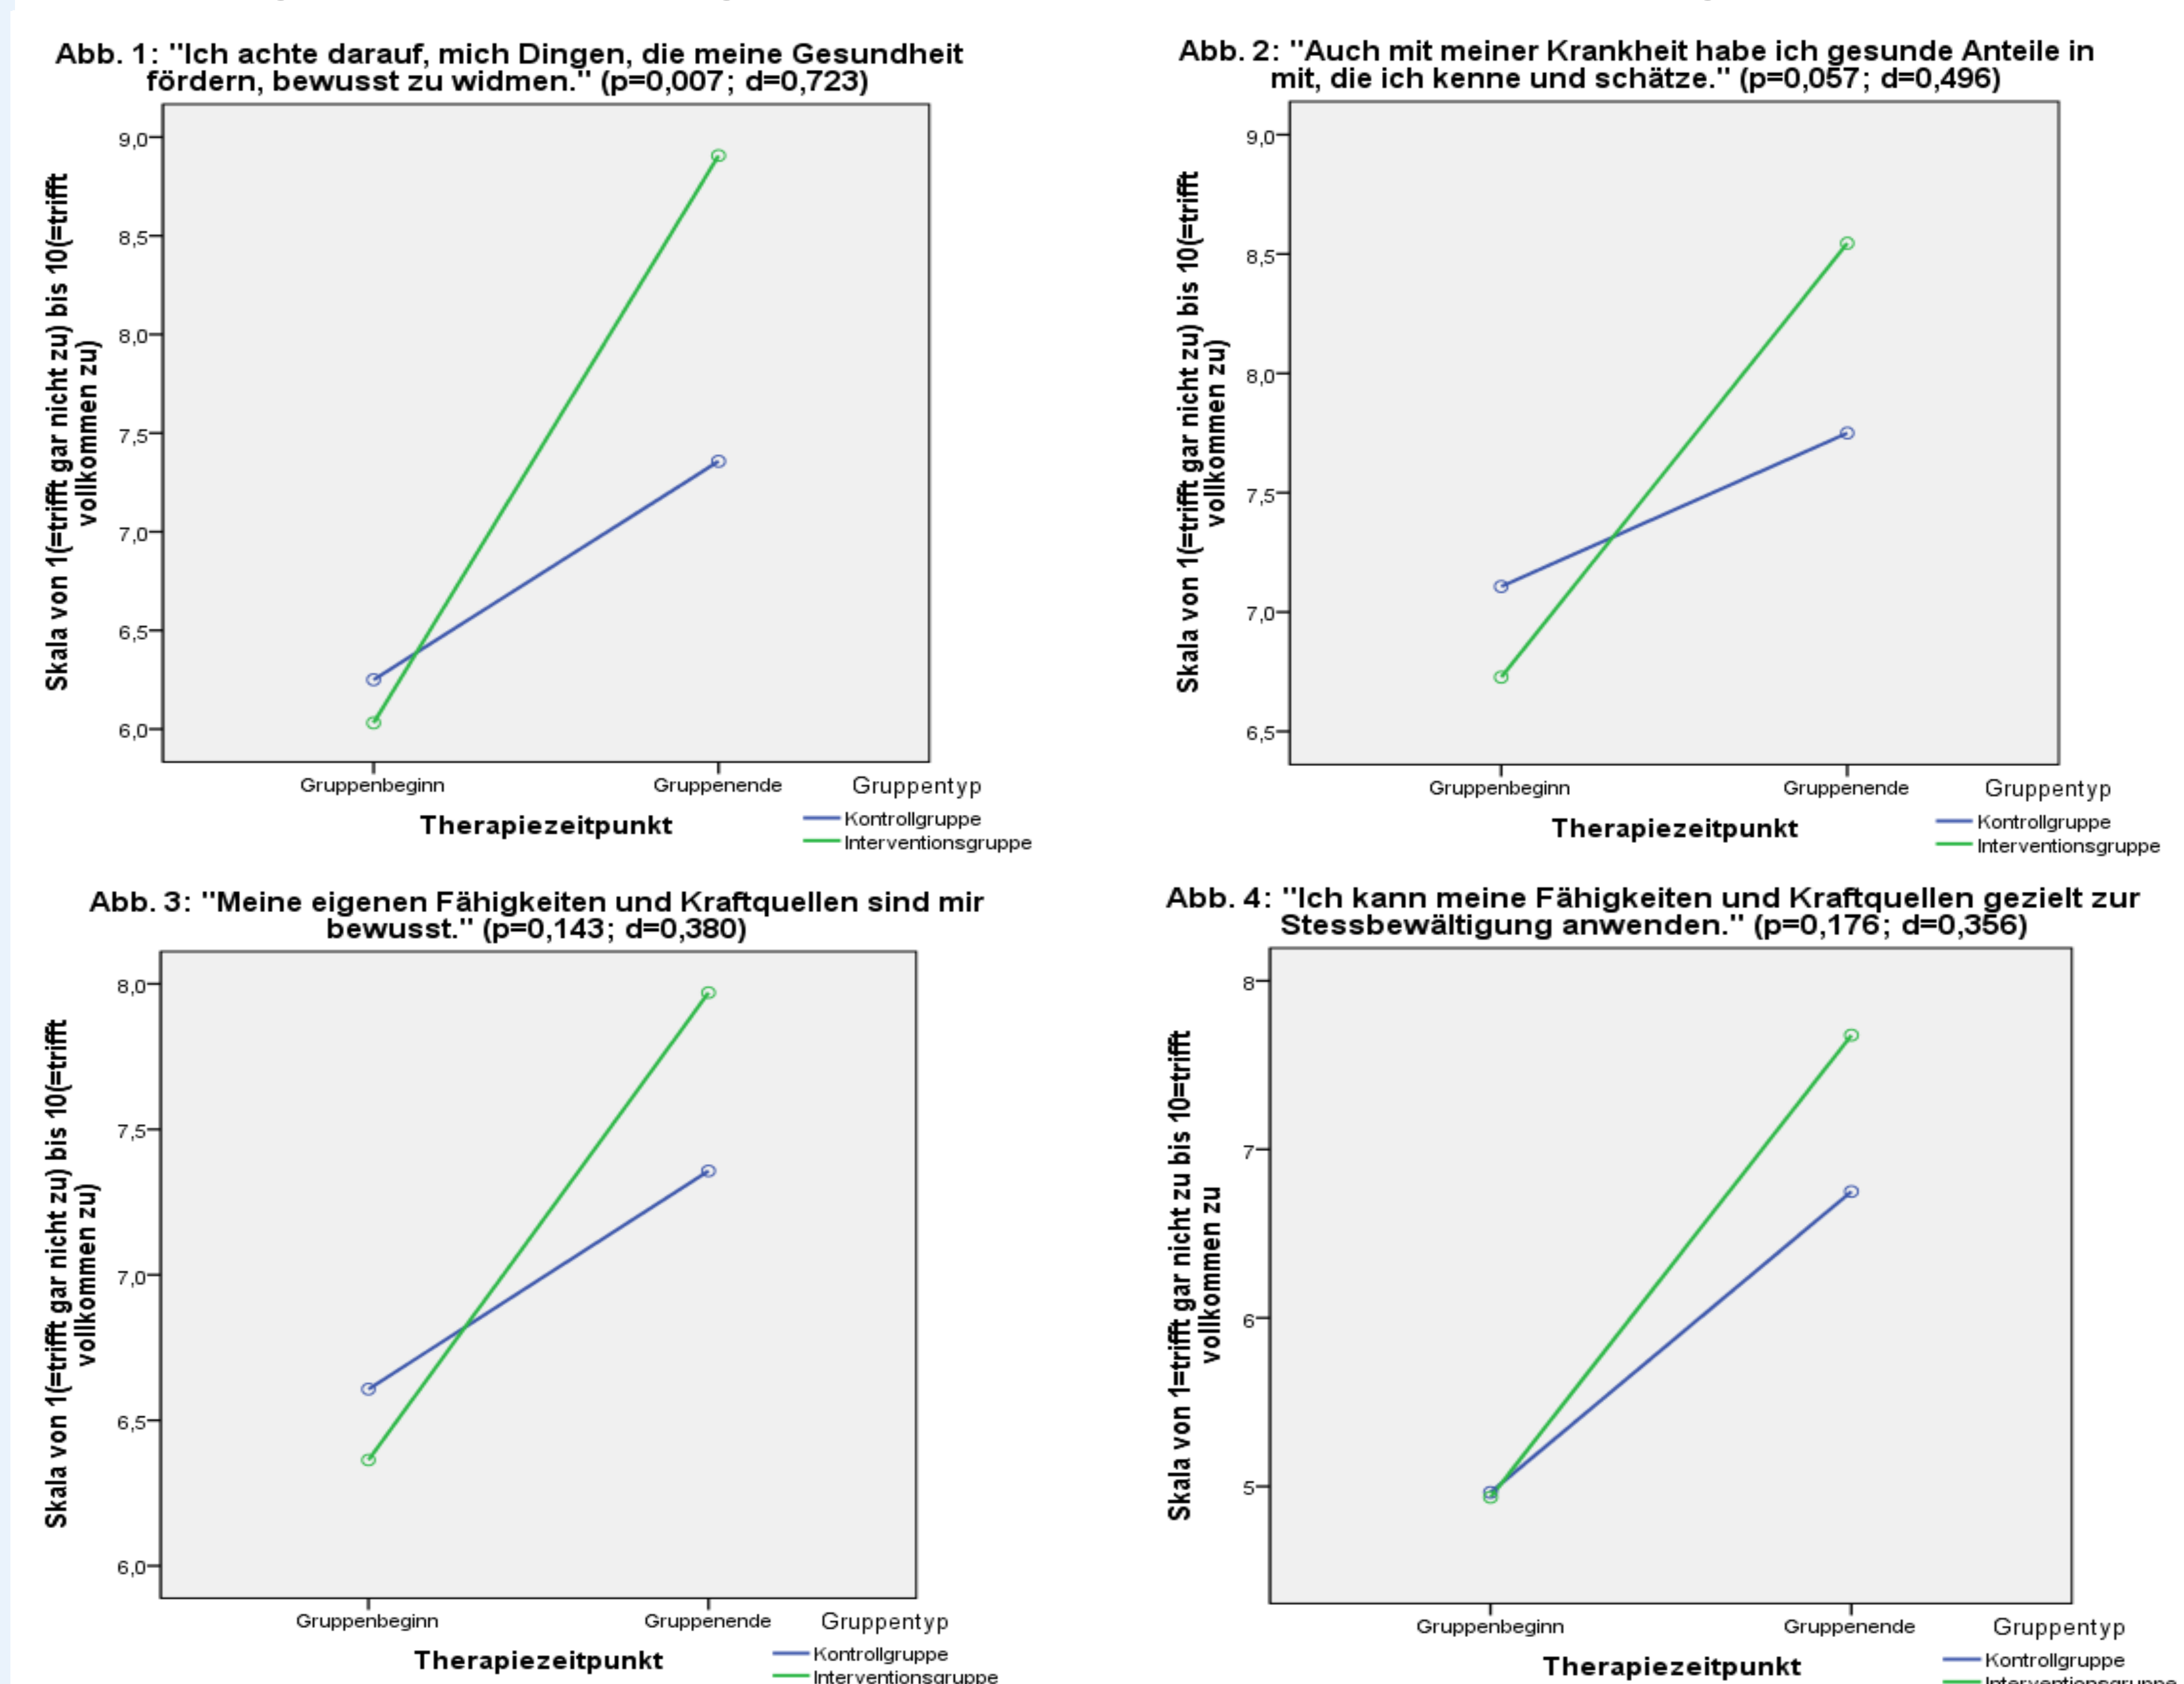 Abb. 1: "Ich achte darauf, mich Dingen, die meine Gesundheit
fördern, bewusst zu widmen." (p=0,007; d=0,723)
Skala von 1(=trifft gar nicht zu) bis 10(=trifft
vollkommen zu)
9,0
8,5
8,0
7,5
7,0
6,5
6,0
Gruppenbeginn
Gruppenende
Therapiezeitpunkt
Gruppentyp
Kontrollgruppe
Interventionsgruppe
Abb. 2: "Auch mit meiner Krankheit habe ich gesunde Anteile in
mit, die ich kenne und schätze." (p=0,057; d=0,496)
Skala von 1(=trifft gar nicht zu) bis 10(=trifft
vollkommen zu)
9,0
8,5
8,0
7,5
7,0
6,5
Gruppenbeginn
Gruppenende
Therapiezeitpunkt
Gruppentyp
Kontrollgruppe
Interventionsgruppe
Abb. 3: "Meine eigenen Fähigkeiten und Kraftquellen sind mir
bewusst." (p=0,143; d=0,380)
Skala von 1(=trifft gar nicht zu) bis 10(=trifft
vollkommen zu)
8,0
7,5
7,0
6,5
6,0
Gruppenbeginn
Gruppenende
Therapiezeitpunkt
Gruppentyp
Kontrollgruppe
Interventionsgruppe
Abb. 4: "Ich kann meine Fähigkeiten und Kraftquellen gezielt zur
Stessbewältigung anwenden." (p=0,176; d=0,356)
Skala von 1=trifft gar nicht zu bis 10=trifft
vollkommen zu
8
7
6
5
Gruppenbeginn
Gruppenende
Therapiezeitpunkt
Gruppentyp
Kontrollgruppe
Interventionsgruppe